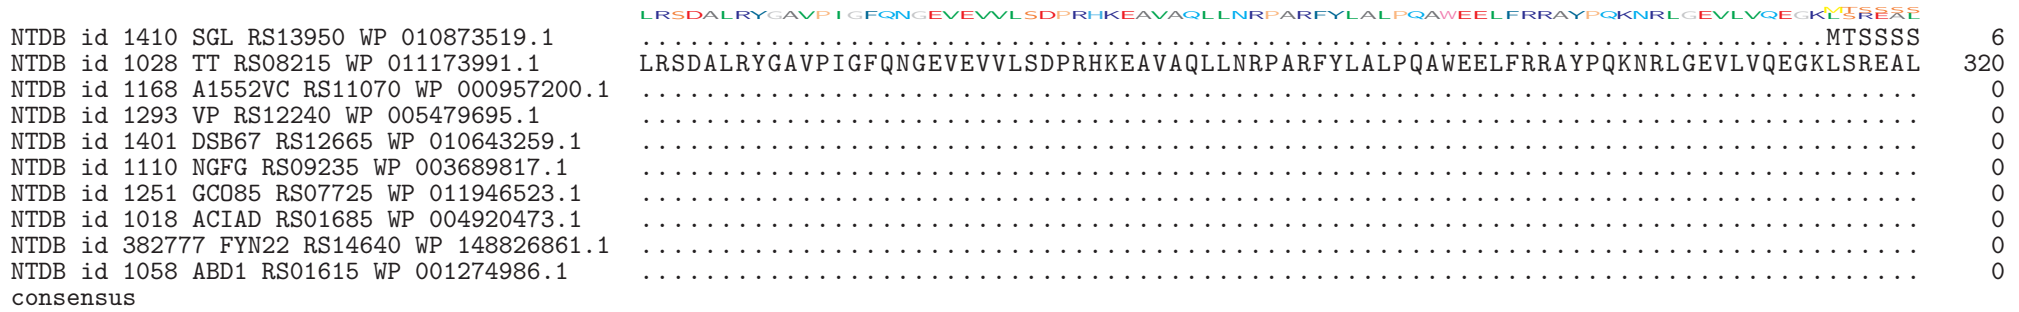 LRSDALRYGAVPIGFQNGEVEVVLSDPRHKEAVAQLLNRPARFYLALPQAWEELFRRAYPQKNRLGEVLVQEGKLSREAL
NTDB id 1410 SGL RS13950 WP 010873519.1 ..........................................................................MTSSSS 6
NTDB id 1028 TT RS08215 WP 011173991.1 LRSDALRYGAVPIGFQNGEVEVVLSDPRHKEAVAQLLNRPARFYLALPQAWEELFRRAYPQKNRLGEVLVQEGKLSREAL 320
NTDB id 1168 A1552VC RS11070 WP 000957200.1 ................................................................................ 0
NTDB id 1293 VP RS12240 WP 005479695.1 ................................................................................ 0
NTDB id 1401 DSB67 RS12665 WP 010643259.1 ................................................................................ 0
NTDB id 1110 NGFG RS09235 WP 003689817.1 ................................................................................ 0
NTDB id 1251 GCO85 RS07725 WP 011946523.1 ................................................................................ 0
NTDB id 1018 ACIAD RS01685 WP 004920473.1 ................................................................................ 0
NTDB id 382777 FYN22 RS14640 WP 148826861.1 ................................................................................ 0
NTDB id 1058 ABD1 RS01615 WP 001274986.1 ................................................................................ 0
consensus